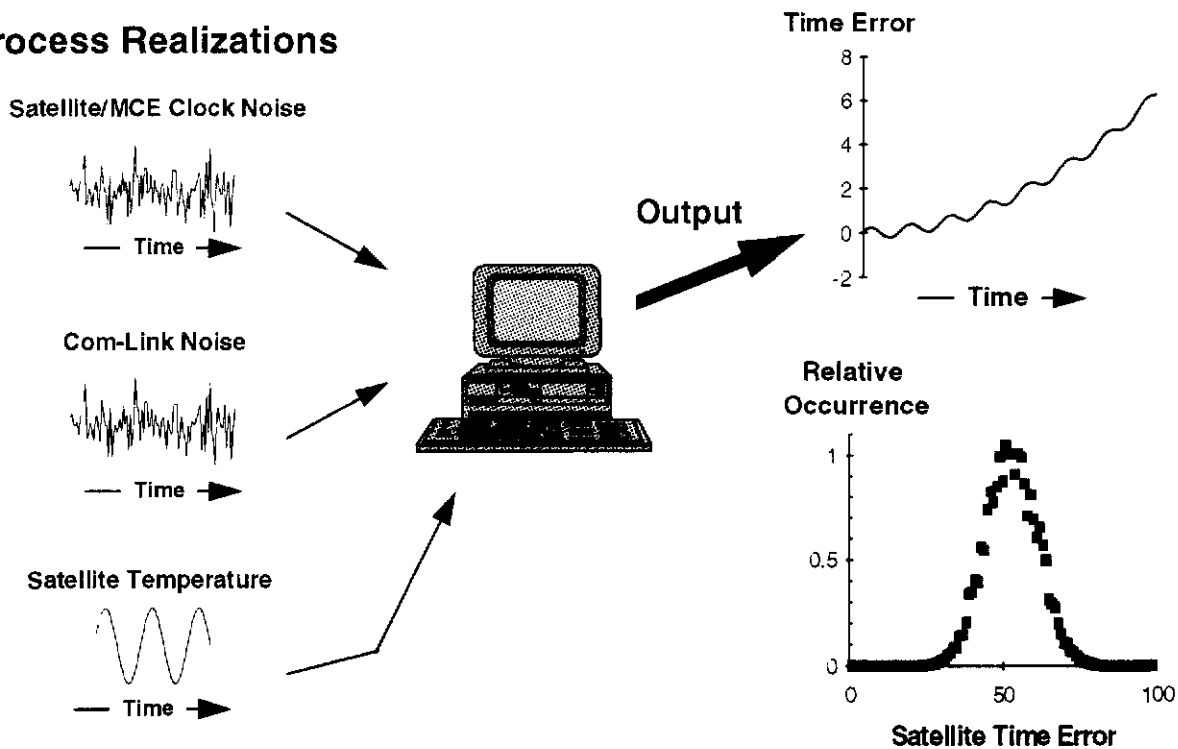 rocess Realizations
Satellite/MCE Clock Noise
Time
Com-Link Noise
Time
Satellite Temperature
Time
Output
Time Error
8
6
4
2
0
-2
Time
Relative
Occurrence
1
0.5
0
0 50 100
Satellite Time Error